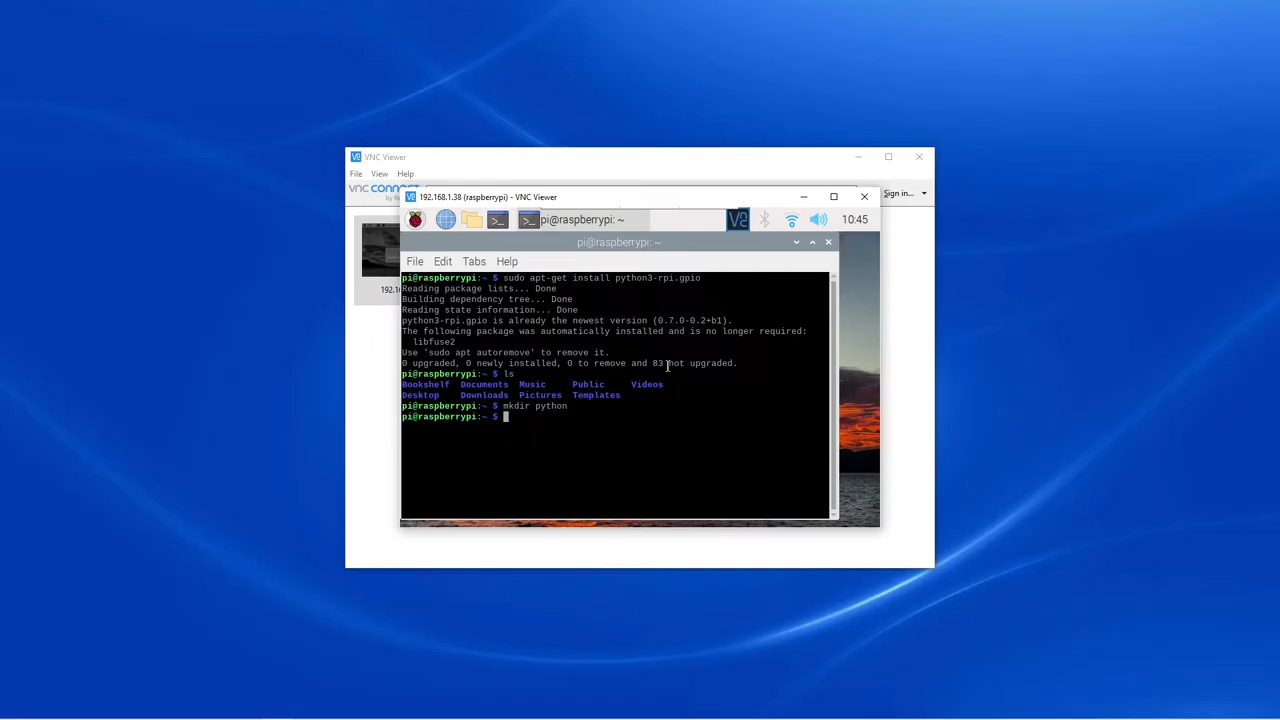 VNC Viewer
File View Help
VNC CONNECT
Sign in...
192.168.1.38 (raspberrypi) - VNC Viewer
pi@raspberrypi: ~
10:45
pi@raspberrypi: ~
File Edit Tabs Help
pi@raspberrypi:~ $ sudo apt-get install python3-rpi.gpio
Reading package lists... Done
Building dependency tree... Done
Reading state information... Done
python3-rpi.gpio is already the newest version (0.7.0-0.2+b1).
The following package was automatically installed and is no longer required:
libfuse2
Use 'sudo apt autoremove' to remove it.
0 upgraded, 0 newly installed, 0 to remove and 83 not upgraded.
pi@raspberrypi:~ $ ls
Bookshelf Documents Music Public Videos
Desktop Downloads Pictures Templates
pi@raspberrypi:~ $ mkdir python
pi@raspberrypi:~ $